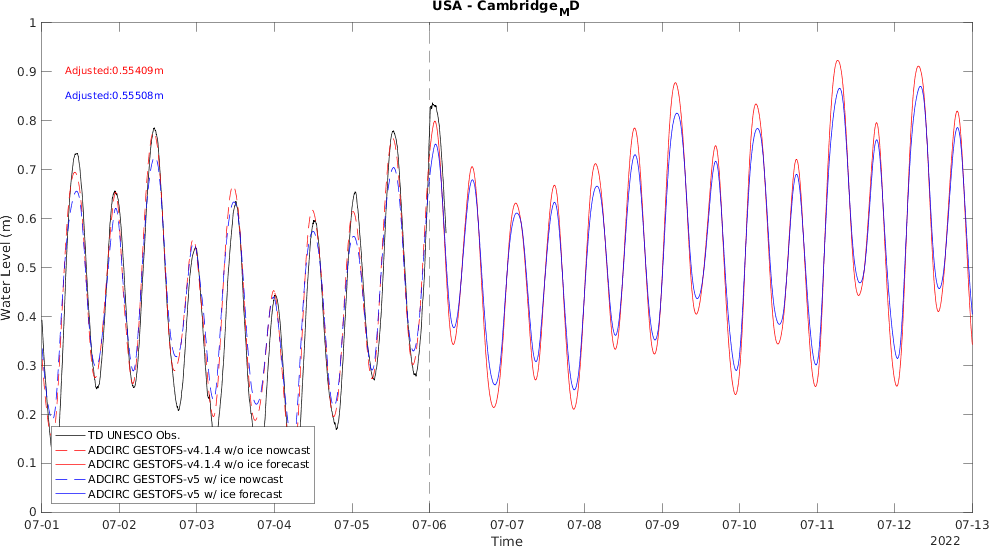 USA - Cambridge_MD
Adjusted:0.55409m
Adjusted:0.55508m
Water Level (m)
1
0.9
0.8
0.7
0.6
0.5
0.4
0.3
0.2
0.1
0
TD UNESCO Obs.
ADCIRC GESTOFS-v4.1.4 w/o ice nowcast
ADCIRC GESTOFS-v4.1.4 w/o ice forecast
ADCIRC GESTOFS-v5 w/ ice nowcast
ADCIRC GESTOFS-v5 w/ ice forecast
07-01 07-02 07-03 07-04 07-05 07-06 07-07 07-08 07-09 07-10 07-11 07-12 07-13
Time
2022